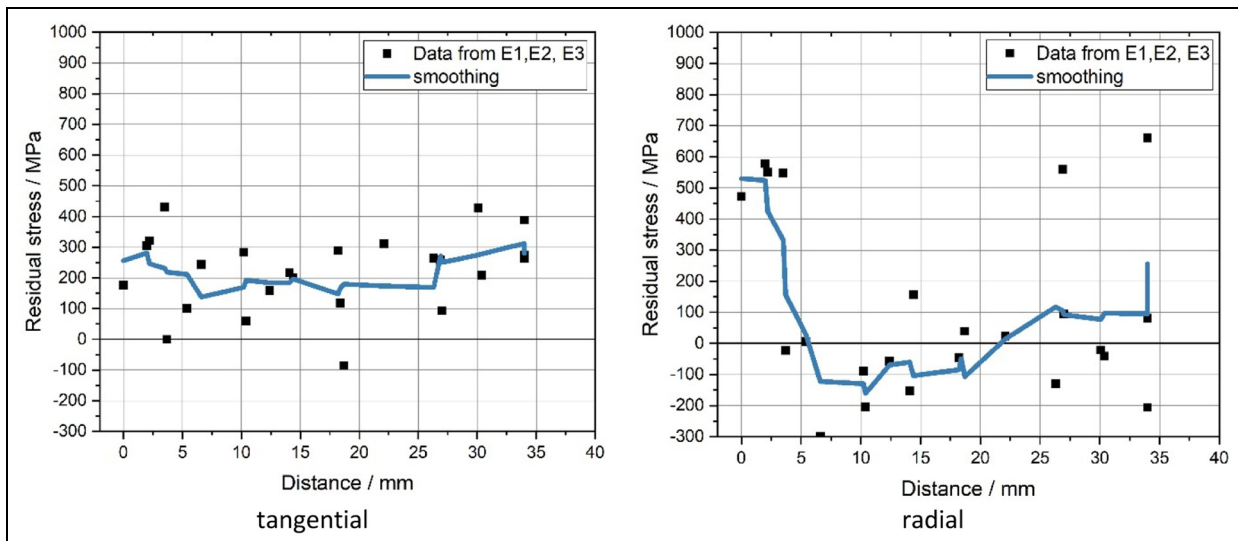 1000
900
800
700
600
500
400
300
200
100
0
-100
-200
-300
Residual stress / MPa
Data from E1,E2, E3
smoothing
0 5 10 15 20 25 30 35 40
Distance / mm
tangential
1000
900
800
700
600
500
400
300
200
100
0
-100
-200
-300
Residual stress / MPa
Data from E1,E2, E3
smoothing
0 5 10 15 20 25 30 35 40
Distance / mm
radial